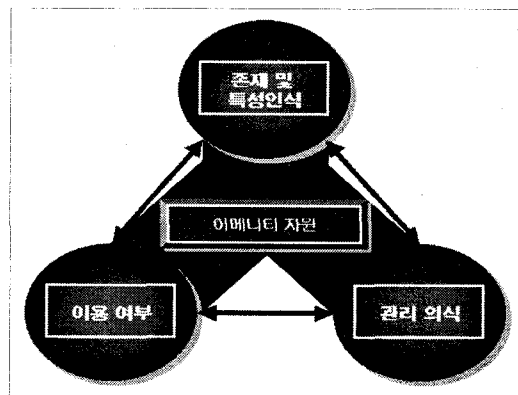 존재 및
특성인식
어메니티 자원
이용 여부
관리 의식